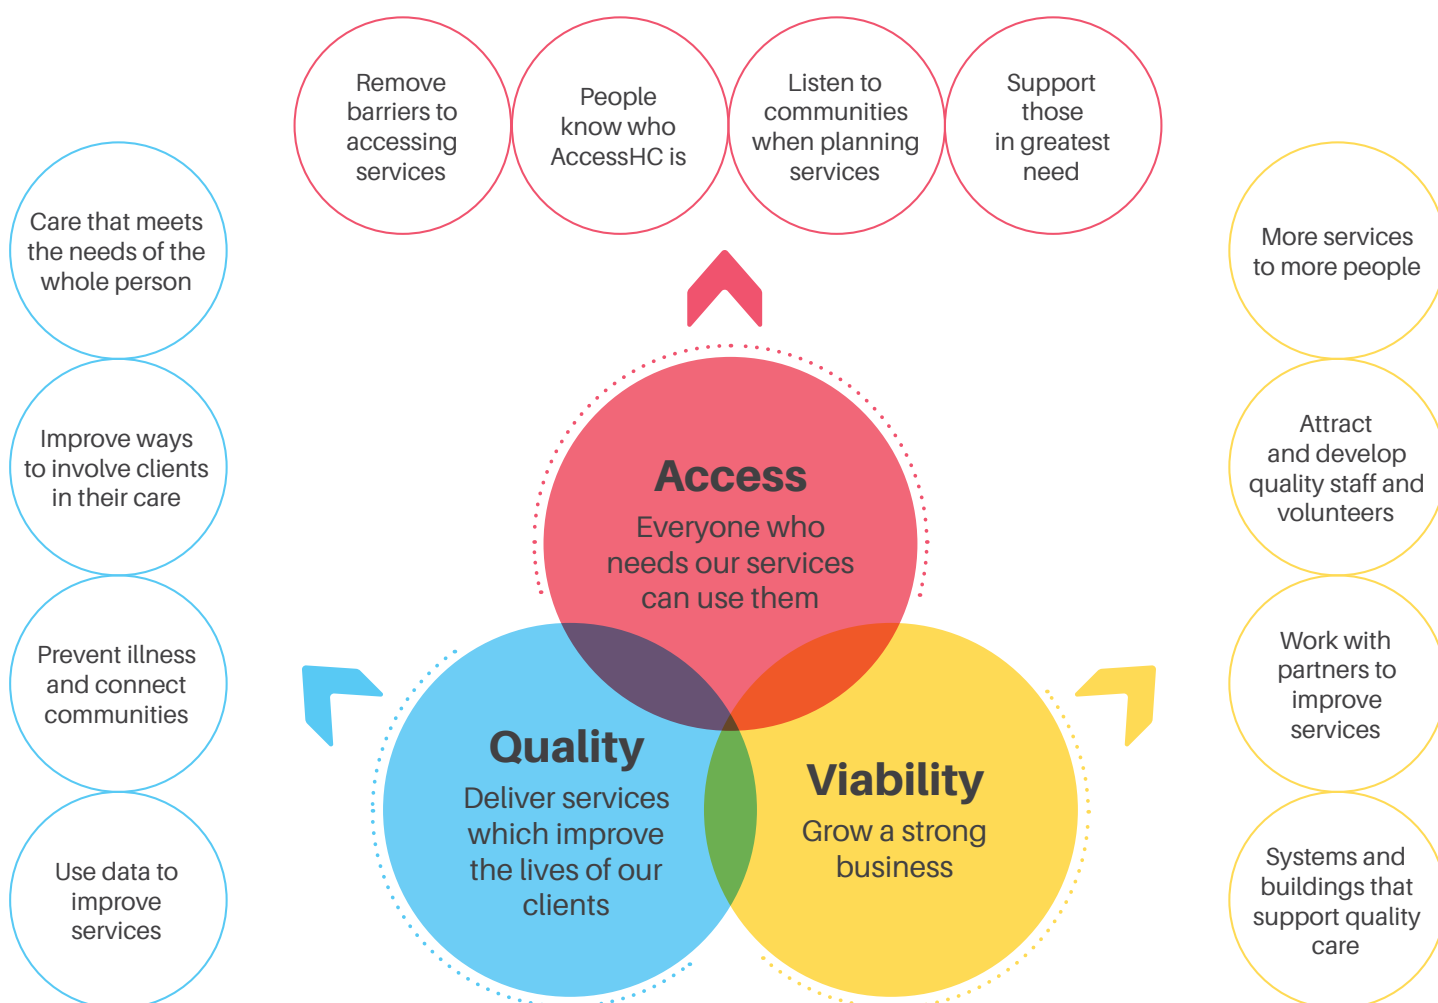 Remove
barriers to
accessing
services
People
know who
AccessHC is
Listen to
communities
when planning
services
Support
those
in greatest
need
Care that meets
the needs of the
whole person
Improve ways
to involve clients
in their care
Prevent illness
and connect
communities
Use data to
improve
services
Access
Everyone who
needs our services
can use them
Quality
Deliver services
which improve
the lives of our
clients
Viability
Grow a strong
business
More services
to more people
Attract
and develop
quality staff and
volunteers
Work with
partners to
improve
services
Systems and
buildings that
support quality
care